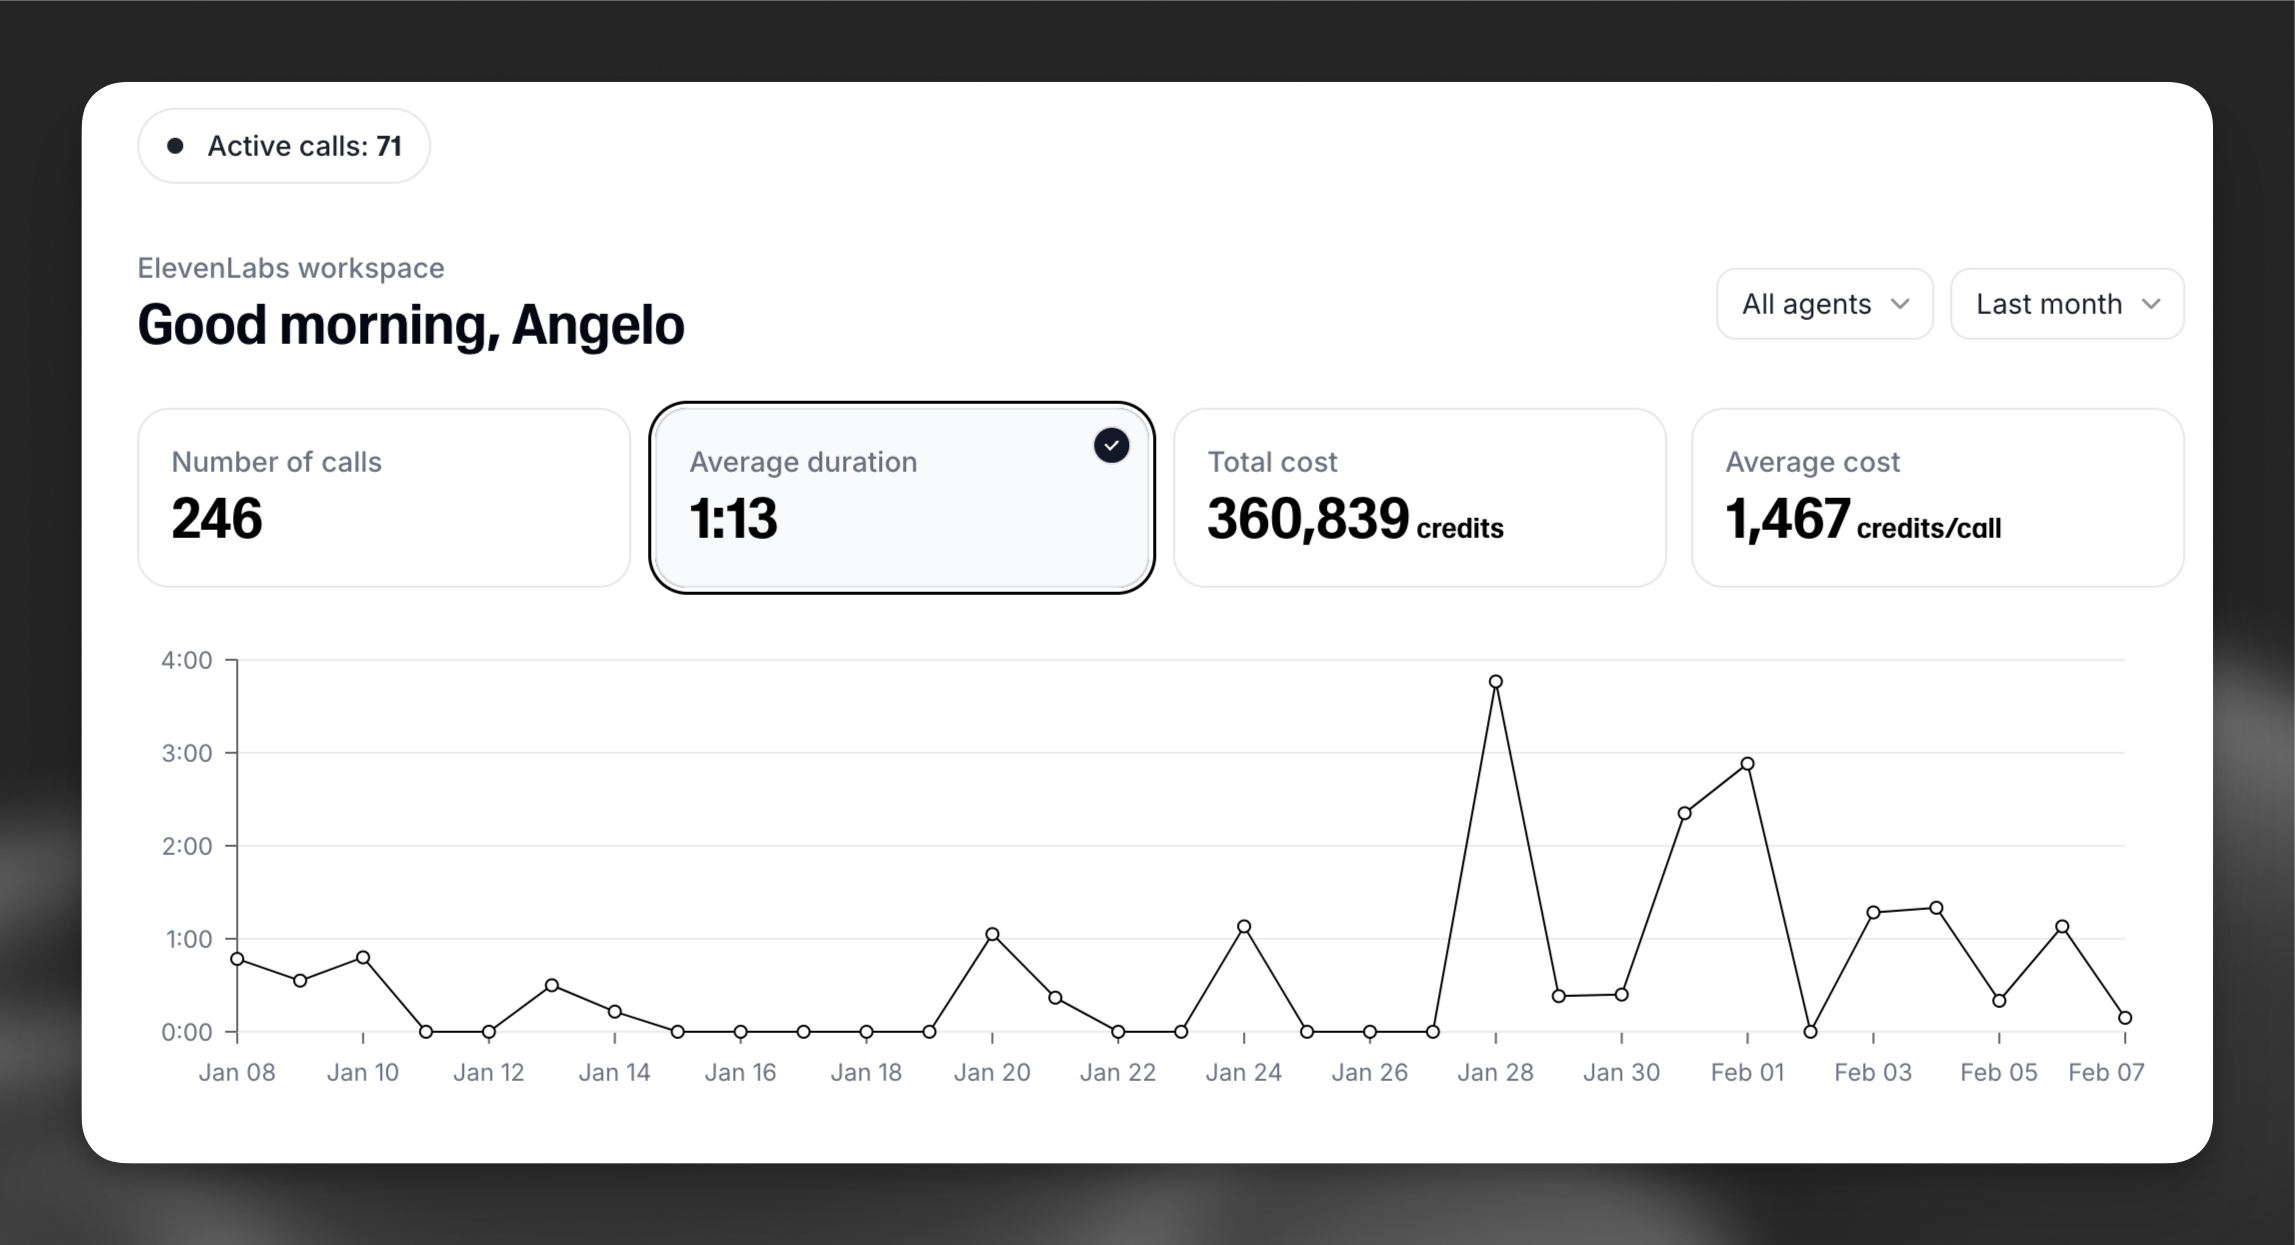 Active calls: 71
ElevenLabs workspace
Good morning, Angelo
All agents
Last month
Number of calls
246
Average duration
1:13
Total cost
360,839 credits
Average cost
1,467 credits/call
4:00
3:00
2:00
1:00
0:00
Jan 08 Jan 10 Jan 12 Jan 14 Jan 16 Jan 18 Jan 20 Jan 22 Jan 24 Jan 26 Jan 28 Jan 30 Feb 01 Feb 03 Feb 05 Feb 07